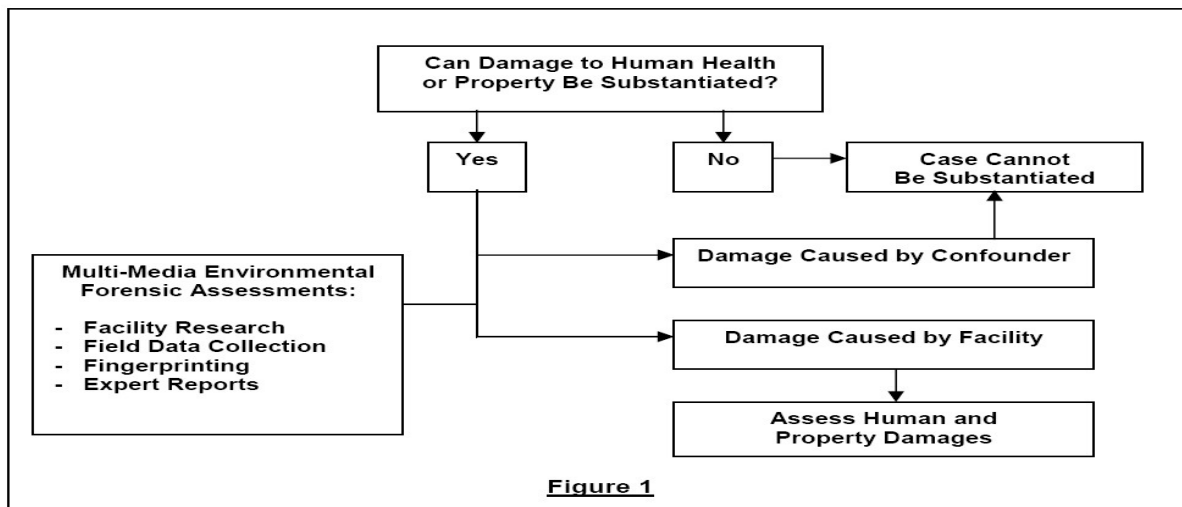 Can Damage to Human Health
or Property Be Substantiated?
Yes
No
Case Cannot
Be Substantiated
Damage Caused by Confounder
Multi-Media Environmental
Forensic Assessments:
- Facility Research
- Field Data Collection
- Fingerprinting
- Expert Reports
Damage Caused by Facility
Assess Human and
Property Damages
Figure 1